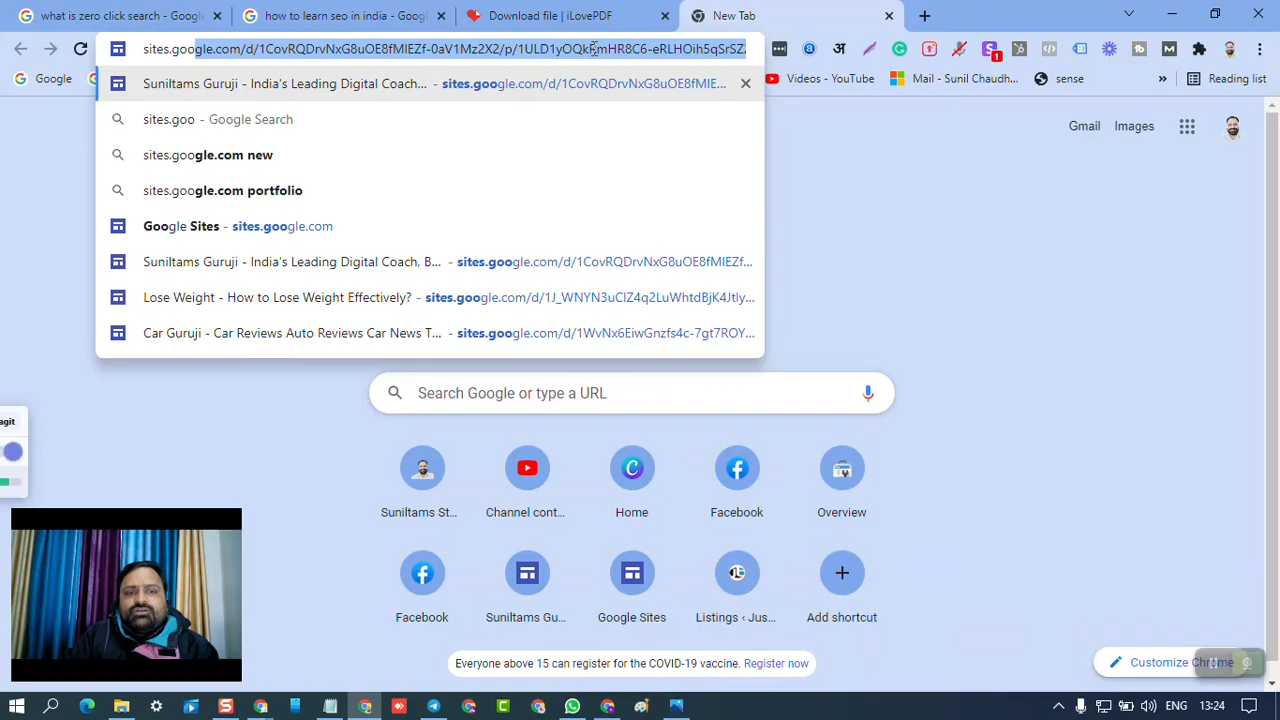 what is zero click search - Google
how to learn seo in india - Googl
Download file | iLovePDF
New Tab
sites.google.com/d/1CovRQDrvNxG8uOE8fMIEZf-0aV1Mz2X2/p/1ULD1yOQkFmHR8C6-eRLHOih5qSrSZ
1
Google
Videos - YouTube
Mail - Sunil Chaudh...
sense
»
Reading list
Suniltams Guruji - India's Leading Digital Coach... - sites.google.com/d/1CovRQDrvNxG8uOE8fMIE...
sites.goo - Google Search
sites.google.com new
sites.google.com portfolio
Google Sites - sites.google.com
Suniltams Guruji - India's Leading Digital Coach, B... - sites.google.com/d/1CovRQDrvNxG8uOE8fMIEZf...
Lose Weight - How to Lose Weight Effectively? - sites.google.com/d/1J_WNYN3uClZ4q2LuWhtdBjK4Jtly...
Car Guruji - Car Reviews Auto Reviews Car News T... - sites.google.com/d/1WvNx6EiwGnzfs4c-7gt7ROY...
Gmail Images
Search Google or type a URL
agit
Suniltams St...
Channel cont...
Home
Facebook
Overview
Facebook
Suniltams Gu...
Google Sites
Listings ‹ Jus...
Add shortcut
Everyone above 15 can register for the COVID-19 vaccine. Register now
Customize Chrome
ENG
13:24